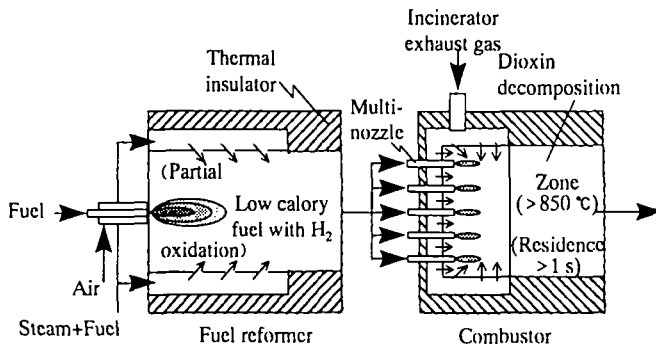 Incinerator
exhaust gas
Thermal
insulator
Dioxin
decomposition
Multi-
nozzle
(Partial
Fuel
Low calory
fuel with H2
oxidation)
Zone
(>850 ℃)
(Residence
>1 s)
Air
Steam+Fuel
Fuel reformer
Combustor